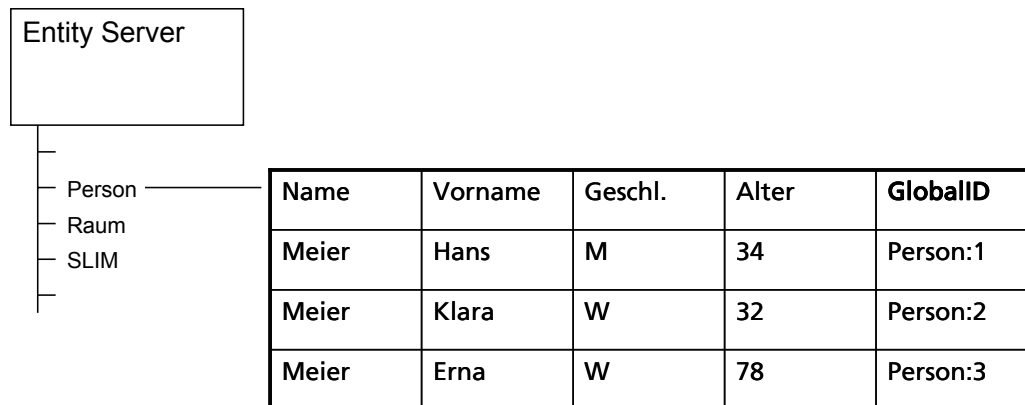 Entity Server
Person
Raum
SLIM
Name Vorname Geschl. Alter GlobalID
Meier Hans M 34 Person:1
Meier Klara W 32 Person:2
Meier Erna W 78 Person:3